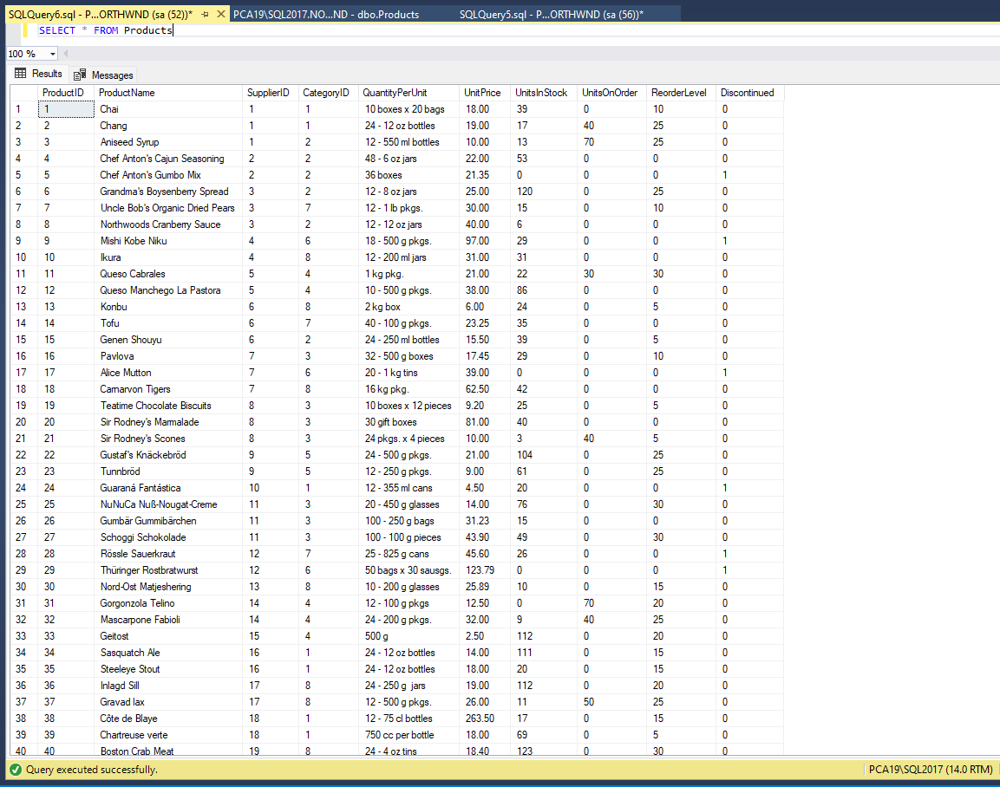 SQLQuery6.sql - P...ORTHWND (sa (52))* PCA19\SQL2017.NO...ND - dbo.Products SQLQuery5.sql - P...ORTHWND (sa (56))*
SELECT * FROM Products
100 %
Results Messages
ProductID ProductName SupplierID CategoryID QuantityPerUnit UnitPrice UnitsInStock UnitsOnOrder ReorderLevel Discontinued
1 1 Chai 1 1 10 boxes x 20 bags 18.00 39 0 10 0
2 2 Chang 1 1 24 - 12 oz bottles 19.00 17 40 25 0
3 3 Aniseed Syrup 1 2 12 - 550 ml bottles 10.00 13 70 25 0
4 4 Chef Anton's Cajun Seasoning 2 2 48 - 6 oz jars 22.00 53 0 0 0
5 5 Chef Anton's Gumbo Mix 2 2 36 boxes 21.35 0 0 0 1
6 6 Grandma's Boysenberry Spread 3 2 12 - 8 oz jars 25.00 120 0 25 0
7 7 Uncle Bob's Organic Dried Pears 3 7 12 - 1 lb pkgs. 30.00 15 0 10 0
8 8 Northwoods Cranberry Sauce 3 2 12 - 12 oz jars 40.00 6 0 0 0
9 9 Mishi Kobe Niku 4 6 18 - 500 g pkgs. 97.00 29 0 0 1
10 10 Ikura 4 8 12 - 200 ml jars 31.00 31 0 0 0
11 11 Queso Cabrales 5 4 1 kg pkg. 21.00 22 30 30 0
12 12 Queso Manchego La Pastora 5 4 10 - 500 g pkgs. 38.00 86 0 0 0
13 13 Konbu 6 8 2 kg box 6.00 24 0 5 0
14 14 Tofu 6 7 40 - 100 g pkgs. 23.25 35 0 0 0
15 15 Genen Shouyu 6 2 24 - 250 ml bottles 15.50 39 0 5 0
16 16 Pavlova 7 3 32 - 500 g boxes 17.45 29 0 10 0
17 17 Alice Mutton 7 6 20 - 1 kg tins 39.00 0 0 0 1
18 18 Carnarvon Tigers 7 8 16 kg pkg. 62.50 42 0 0 0
19 19 Teatime Chocolate Biscuits 8 3 10 boxes x 12 pieces 9.20 25 0 5 0
20 20 Sir Rodney's Marmalade 8 3 30 gift boxes 81.00 40 0 0 0
21 21 Sir Rodney's Scones 8 3 24 pkgs. x 4 pieces 10.00 3 40 5 0
22 22 Gustaf's Knäckebröd 9 5 24 - 500 g pkgs. 21.00 104 0 25 0
23 23 Tunnbröd 9 5 12 - 250 g pkgs. 9.00 61 0 25 0
24 24 Guaraná Fantástica 10 1 12 - 355 ml cans 4.50 20 0 0 1
25 25 NuNuCa Nuß-Nougat-Creme 11 3 20 - 450 g glasses 14.00 76 0 30 0
26 26 Gumbär Gummibärchen 11 3 100 - 250 g bags 31.23 15 0 0 0
27 27 Schoggi Schokolade 11 3 100 - 100 g pieces 43.90 49 0 30 0
28 28 Rössle Sauerkraut 12 7 25 - 825 g cans 45.60 26 0 0 1
29 29 Thüringer Rostbratwurst 12 6 50 bags x 30 sausgs. 123.79 0 0 0 1
30 30 Nord-Ost Matjeshering 13 8 10 - 200 g glasses 25.89 10 0 15 0
31 31 Gorgonzola Telino 14 4 12 - 100 g pkgs 12.50 0 70 20 0
32 32 Mascarpone Fabioli 14 4 24 - 200 g pkgs. 32.00 9 40 25 0
33 33 Geitost 15 4 500 g 2.50 112 0 20 0
34 34 Sasquatch Ale 16 1 24 - 12 oz bottles 14.00 111 0 15 0
35 35 Steeleye Stout 16 1 24 - 12 oz bottles 18.00 20 0 15 0
36 36 Inlagd Sill 17 8 24 - 250 g  jars 19.00 112 0 20 0
37 37 Gravad lax 17 8 12 - 500 g pkgs. 26.00 11 50 25 0
38 38 Côte de Blaye 18 1 12 - 75 cl bottles 263.50 17 0 15 0
39 39 Chartreuse verte 18 1 750 cc per bottle 18.00 69 0 5 0
40 40 Boston Crab Meat 19 8 24 - 4 oz tins 18.40 123 0 30 0
Query executed successfully. PCA19\SQL2017 (14.0 RTM)